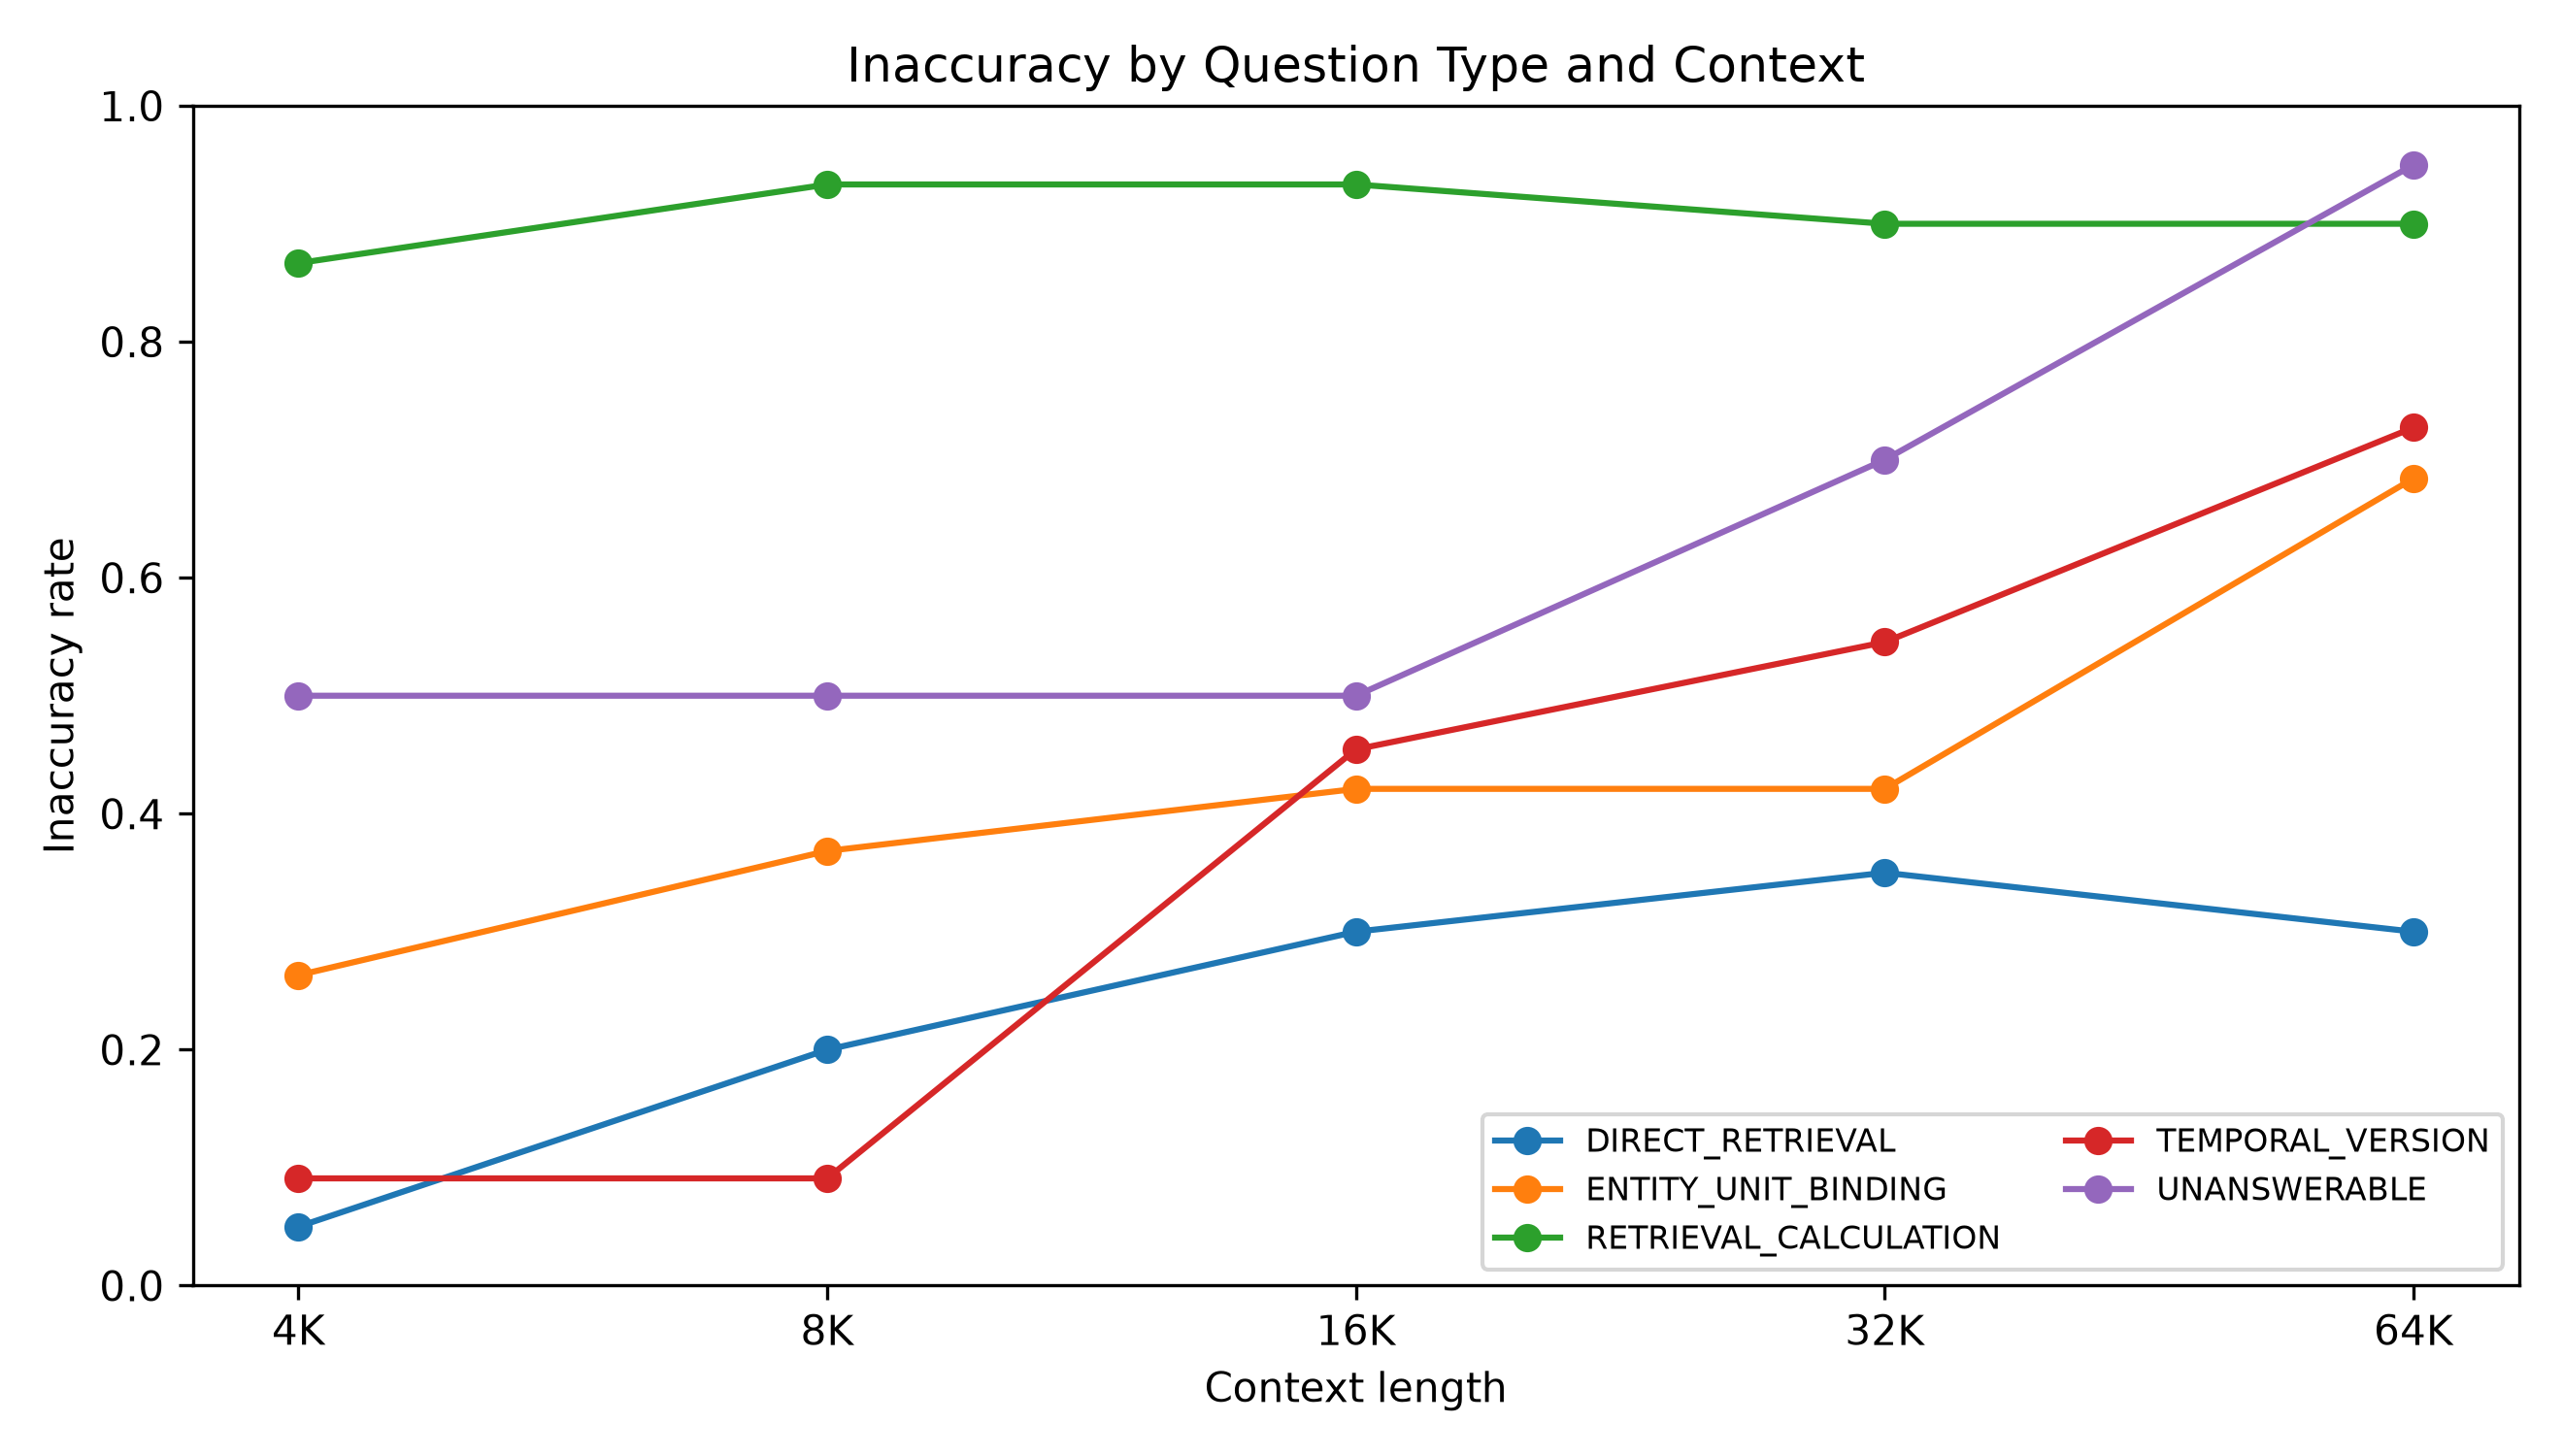 Inaccuracy by Question Type and Context
Inaccuracy rate
1.0
0.8
0.6
0.4
0.2
0.0
4K 8K 16K 32K 64K
Context length
DIRECT_RETRIEVAL
ENTITY_UNIT_BINDING
RETRIEVAL_CALCULATION
TEMPORAL_VERSION
UNANSWERABLE